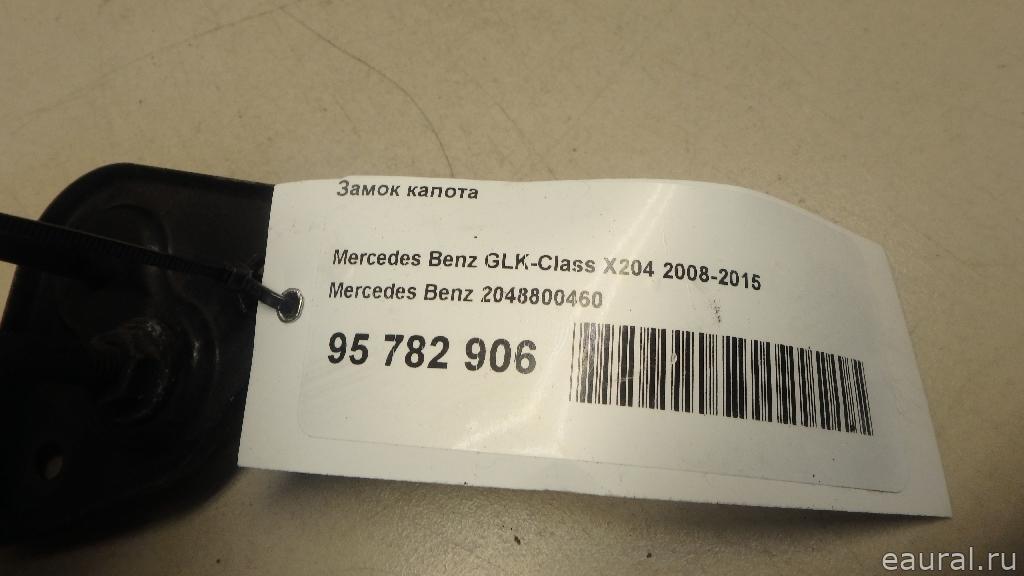 Замок капота
Mercedes Benz GLK-Class X204 2008-2015
Mercedes Benz 2048800460
95 782 906
eaural.ru